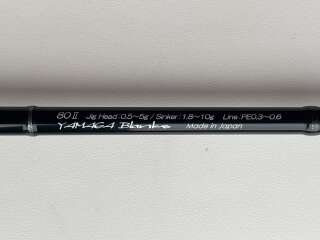 80Ⅱ Jig Head:0.5~5g / Sinker:1.8~10g Line:PE0.3~0.6
YAMAGA Blanks Made in Japan